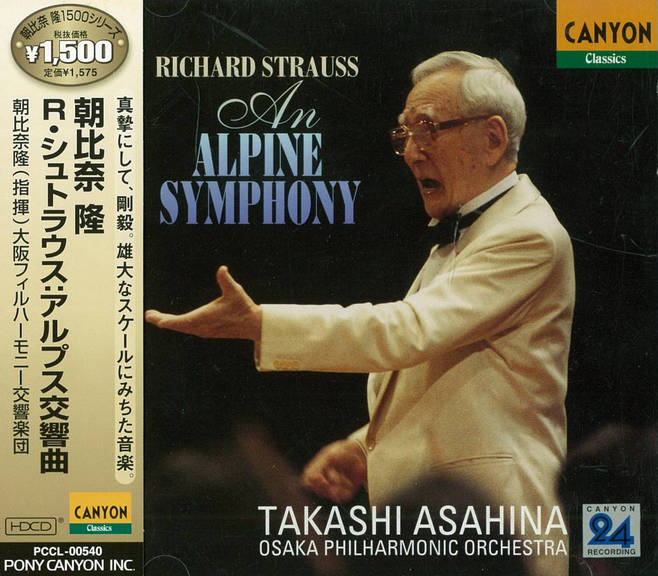 朝比奈 隆1500シリーズ
税抜価格
¥1,500
定価¥1,575
真摯にして、剛毅。雄大なスケールにみちた音楽。
朝比奈 隆
R・シュトラウス:アルプス交響曲
朝比奈隆(指揮)大阪フィルハーモニー交響楽団
HDCD®
CANYON
Classics
PCCL-00540
PONY CANYON INC.
CANYON
Classics
RICHARD STRAUSS
An
ALPINE
SYMPHONY
TAKASHI ASAHINA
OSAKA PHILHARMONIC ORCHESTRA
CANYON
24
RECORDING